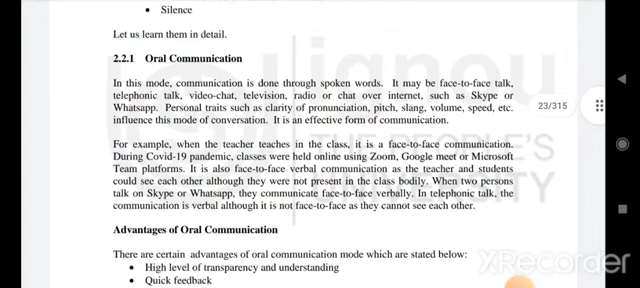 • Silence
Let us learn them in detail.
2.2.1 Oral Communication
In this mode, communication is done through spoken words. It may be face-to-face talk,
telephonic talk, video-chat, television, radio or chat over internet, such as Skype or
Whatsapp. Personal traits such as clarity of pronunciation, pitch, slang, volume, speed, etc.
influence this mode of conversation. It is an effective form of communication.
23/315
For example, when the teacher teaches in the class, it is a face-to-face communication.
During Covid-19 pandemic, classes were held online using Zoom, Google meet or Microsoft
Team platforms. It is also face-to-face verbal communication as the teacher and students
could see each other although they were not present in the class bodily. When two persons
talk on Skype or Whatsapp, they communicate face-to-face verbally. In telephonic talk, the
communication is verbal although it is not face-to-face as they cannot see each other.
Advantages of Oral Communication
There are certain advantages of oral communication mode which are stated below:
• High level of transparency and understanding
• Quick feedback
ignou
THE PEOPLE'S
UNIVERSITY
XRecorder